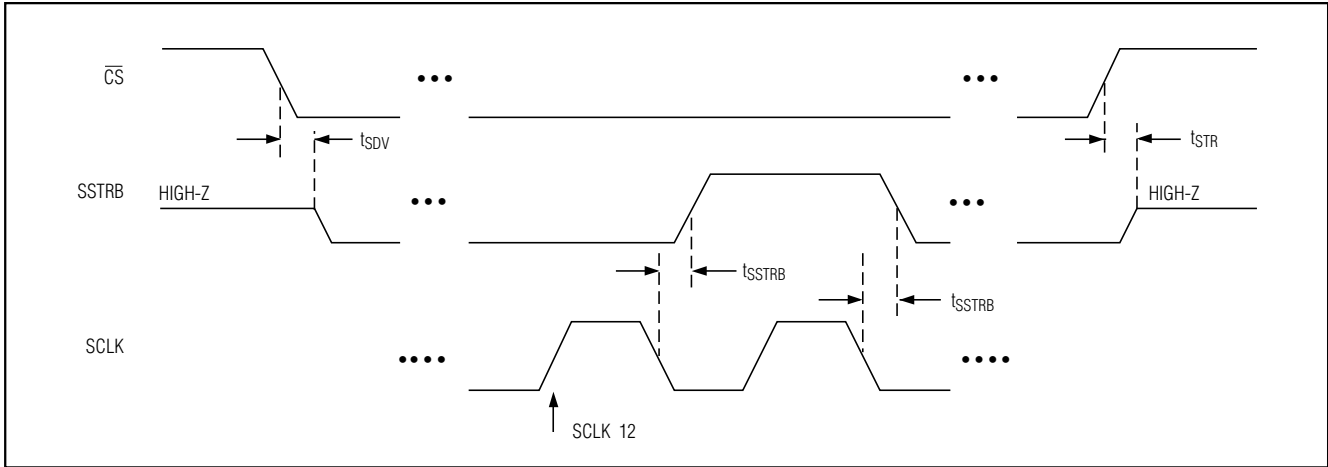 CS
tSDV
tSTR
SSTRB
HIGH-Z
HIGH-Z
tSSTRB
tSSTRB
SCLK
SCLK 12